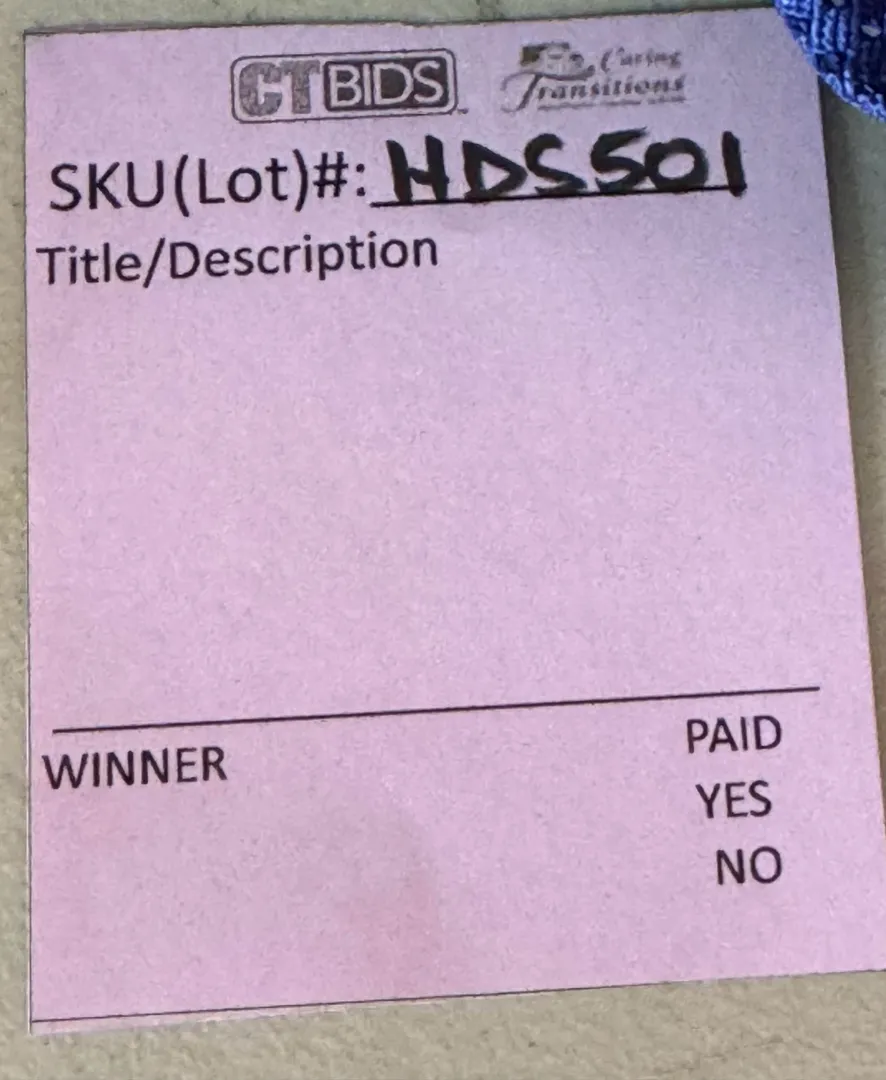 CTBIDS Caring Transitions
SKU(Lot)#: HDS501
Title/Description
WINNER PAID
YES
NO